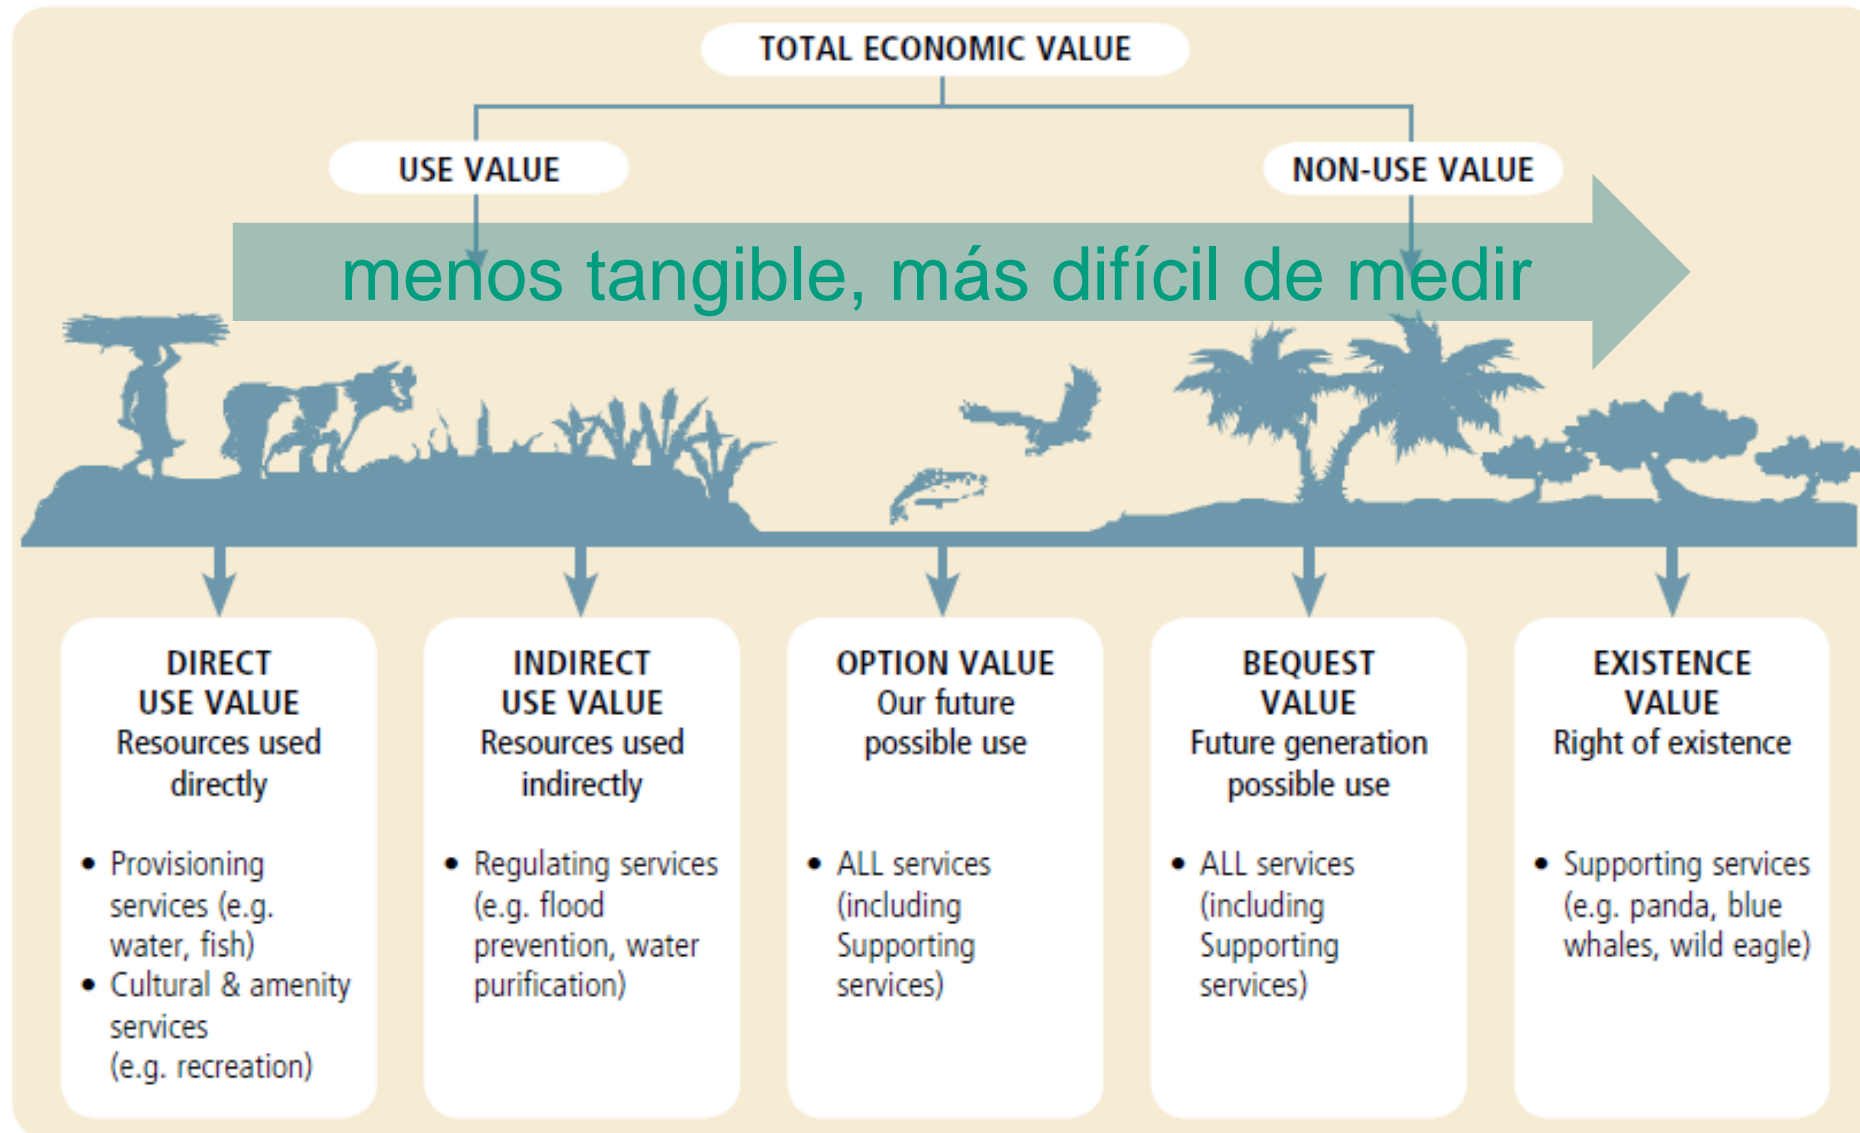 TOTAL ECONOMIC VALUE
USE VALUE
NON-USE VALUE
menos tangible, más difícil de medir
DIRECT
USE VALUE
Resources used
directly
• Provisioning
services (e.g.
water, fish)
• Cultural & amenity
services
(e.g. recreation)
INDIRECT
USE VALUE
Resources used
indirectly
• Regulating services
(e.g. flood
prevention, water
purification)
OPTION VALUE
Our future
possible use
• ALL services
(including
Supporting
services)
BEQUEST
VALUE
Future generation
possible use
• ALL services
(including
Supporting
services)
EXISTENCE
VALUE
Right of existence
• Supporting services
(e.g. panda, blue
whales, wild eagle)